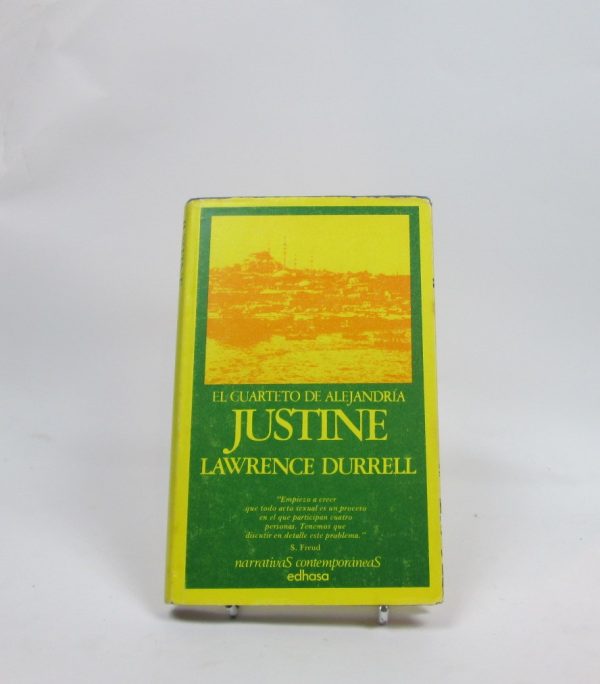 EL CUARTETO DE ALEJANDRÍA
JUSTINE
LAWRENCE DURRELL
"Empiezo a creer
que todo acto sexual es un proceso
en el que participan cuatro
personas. Tenemos que
discutir en detalle este problema."
S. Freud
narrativaS contemporáneaS
edhasa